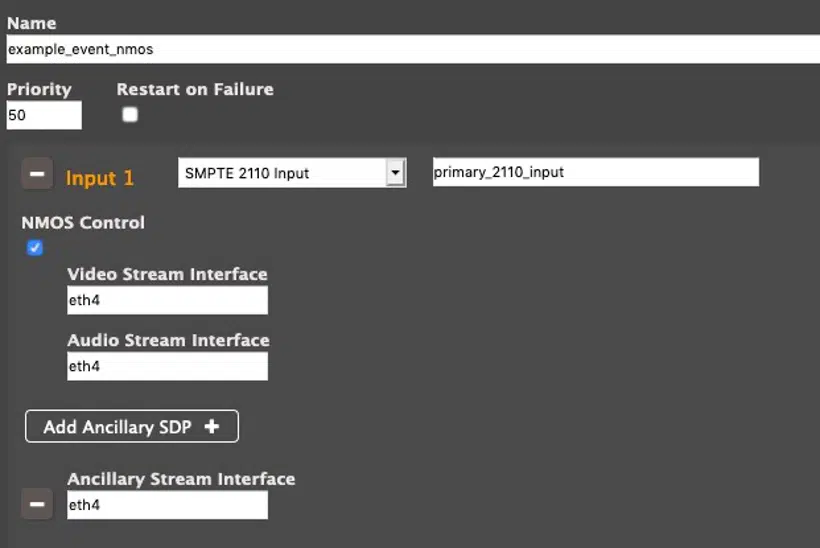 Name
example_event_nmos
Priority Restart on Failure
50
Input 1 SMPTE 2110 Input primary_2110_input
NMOS Control
Video Stream Interface
eth4
Audio Stream Interface
eth4
Add Ancillary SDP +
Ancillary Stream Interface
eth4